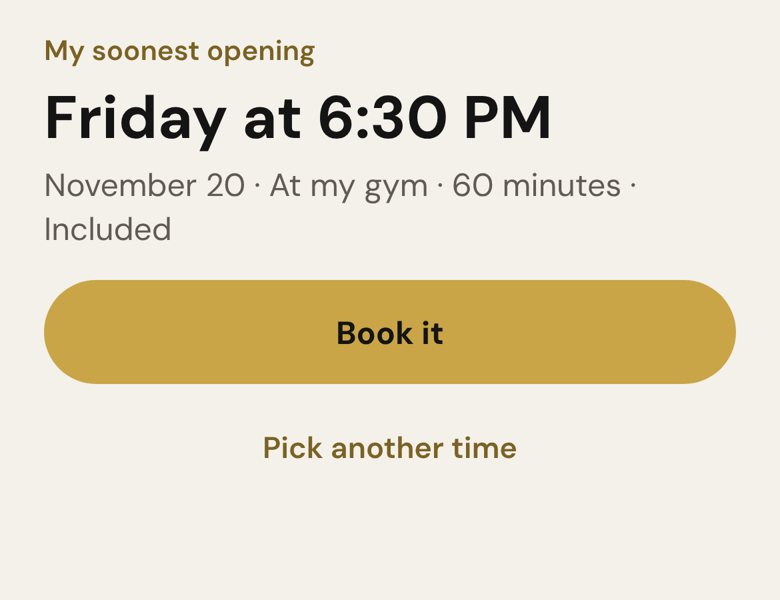 My soonest opening
Friday at 6:30 PM
November 20 · At my gym · 60 minutes ·
Included
Book it
Pick another time